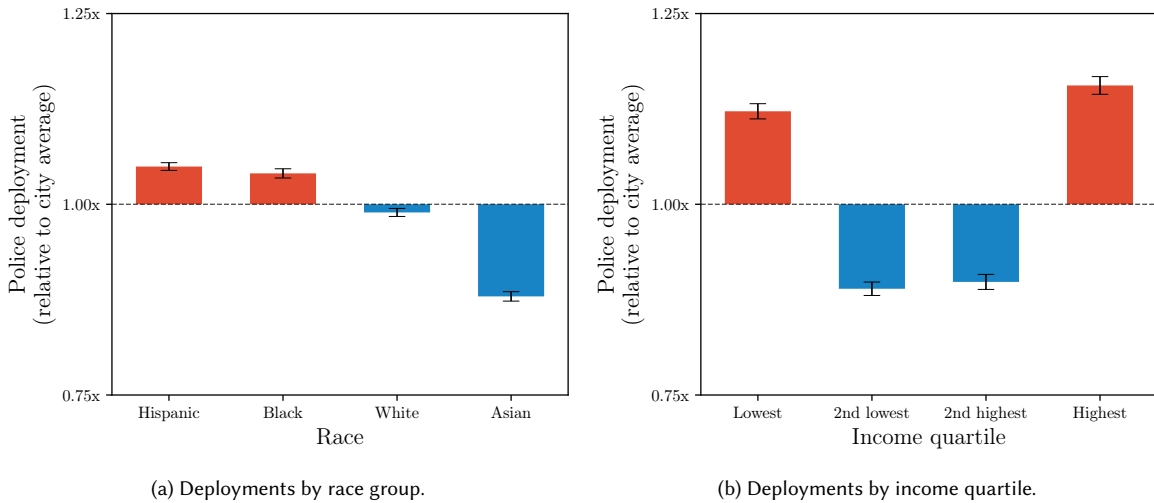 1.25x
1.00x
0.75x
Police deployment
(relative to city average)
Hispanic
Black
White
Asian
Race
(a) Deployments by race group.
1.25x
1.00x
0.75x
Police deployment
(relative to city average)
Lowest
2nd lowest
2nd highest
Highest
Income quartile
(b) Deployments by income quartile.